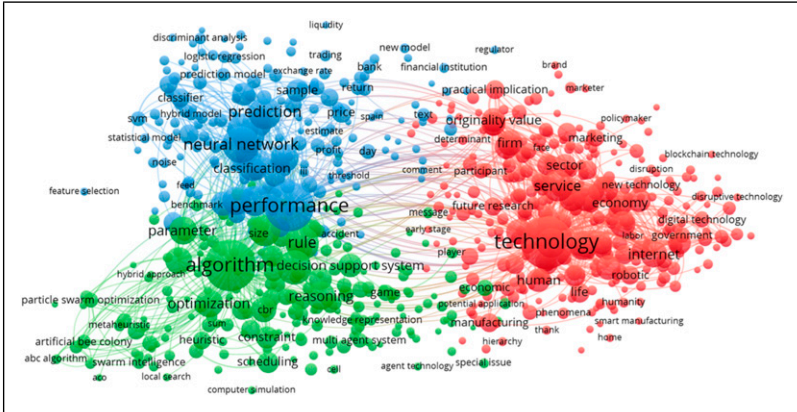 liquidity
discriminant analysis
new model
logistic regression
trading
regulator
exchange rate
bank
financial institution
brand
prediction model
return
marketer
classifier
sample
practical implication
hybrid model
prediction
price
spain
text
originality value
policymaker
svm
estimate
determinant
firm
face
marketing
statistical model
neural network
profit
day
blockchain technology
noise
classification
comment
participant
sector
disruption
feed
threshold
service
new technology
feature selection
benchmark
performance
message
future research
economy
disruptive technology
parameter
size
accident
early stage
digital technology
rule
technology
labor
government
player
internet
algorithm
decision support system
hybrid approach
economic
human
robotic
particle swarm optimization
optimization
reasoning
game
potential application
life
humanity
cbr
knowledge representation
phenomena
metaheuristic
sum
manufacturing
smart manufacturing
artificial bee colony
heuristic
constraint
multi agent system
hierarchy
thank
home
abc algorithm
swarm intelligence
scheduling
special issue
aco
local search
cell
agent technology
computer simulation